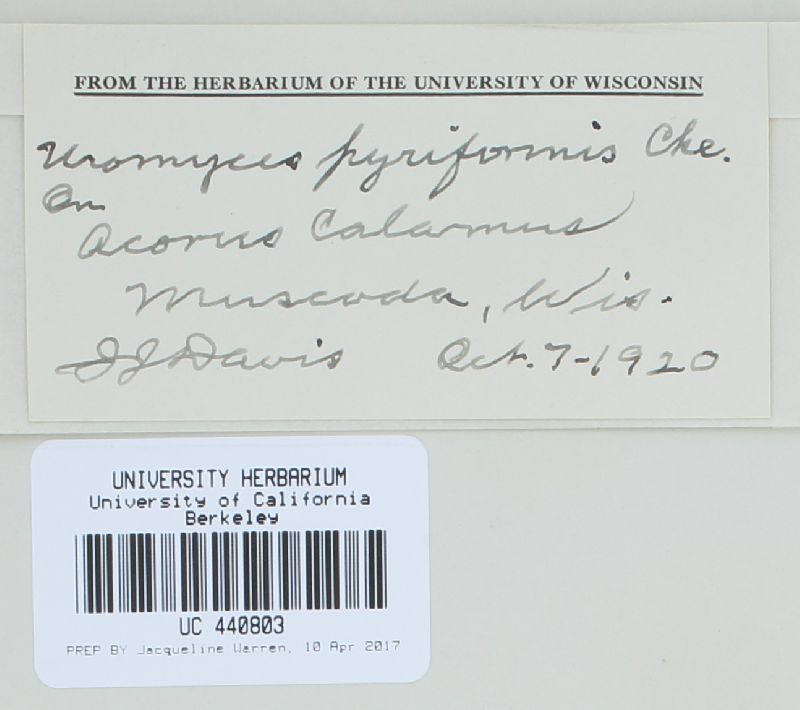 FROM THE HERBARIUM OF THE UNIVERSITY OF WISCONSIN
Uromyces pyriformis Cke.
On
Acorus Calamus
Muscoda, Wis.
JJ Davis Oct. 7-1920
UNIVERSITY HERBARIUM
University of California
Berkeley
UC 440803
PREP BY Jacqueline Warren, 10 Apr 2017